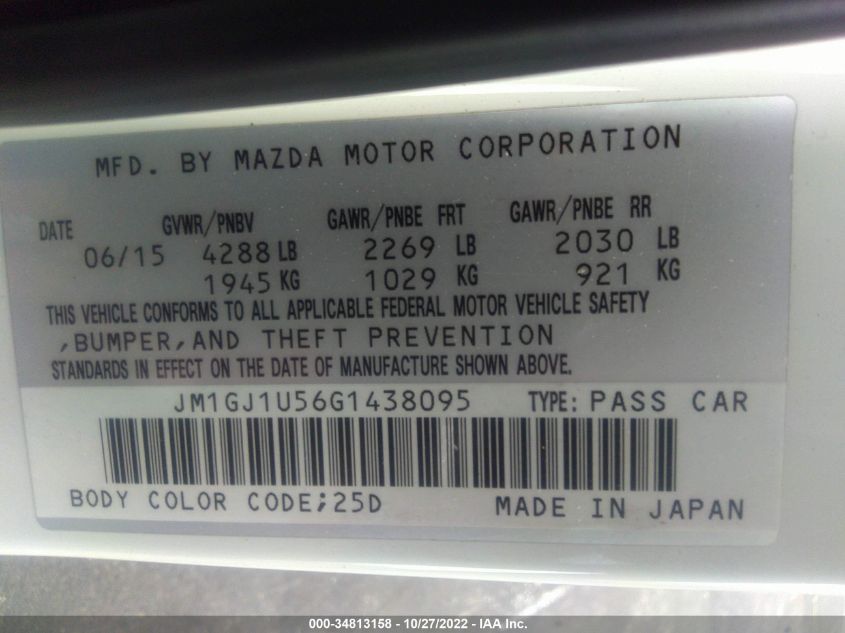 MFD. BY MAZDA MOTOR CORPORATION
DATE GVWR/PNBV GAWR/PNBE FRT GAWR/PNBE RR
06/15 4288 LB 2269 LB 2030 LB
1945 KG 1029 KG 921 KG
THIS VEHICLE CONFORMS TO ALL APPLICABLE FEDERAL MOTOR VEHICLE SAFETY
,BUMPER,AND THEFT PREVENTION
STANDARDS IN EFFECT ON THE DATE OF MANUFACTURE SHOWN ABOVE.
JM1GJ1U56G1438095 TYPE: PASS CAR
BODY COLOR CODE;25D MADE IN JAPAN
000-34813158 - 10/27/2022 - IAA Inc.